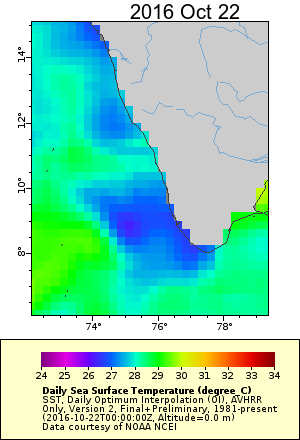 2016 Oct 22
14°
12°
10°
8°
74° 76° 78°
24 25 26 27 28 29 30 31 32 33 34
Daily Sea Surface Temperature (degree_C)
SST, Daily Optimum Interpolation (OI), AVHRR
Only, Version 2, Final+Preliminary, 1981-present
(2016-10-22T00:00:00Z, Altitude=0.0 m)
Data courtesy of NOAA NCEI